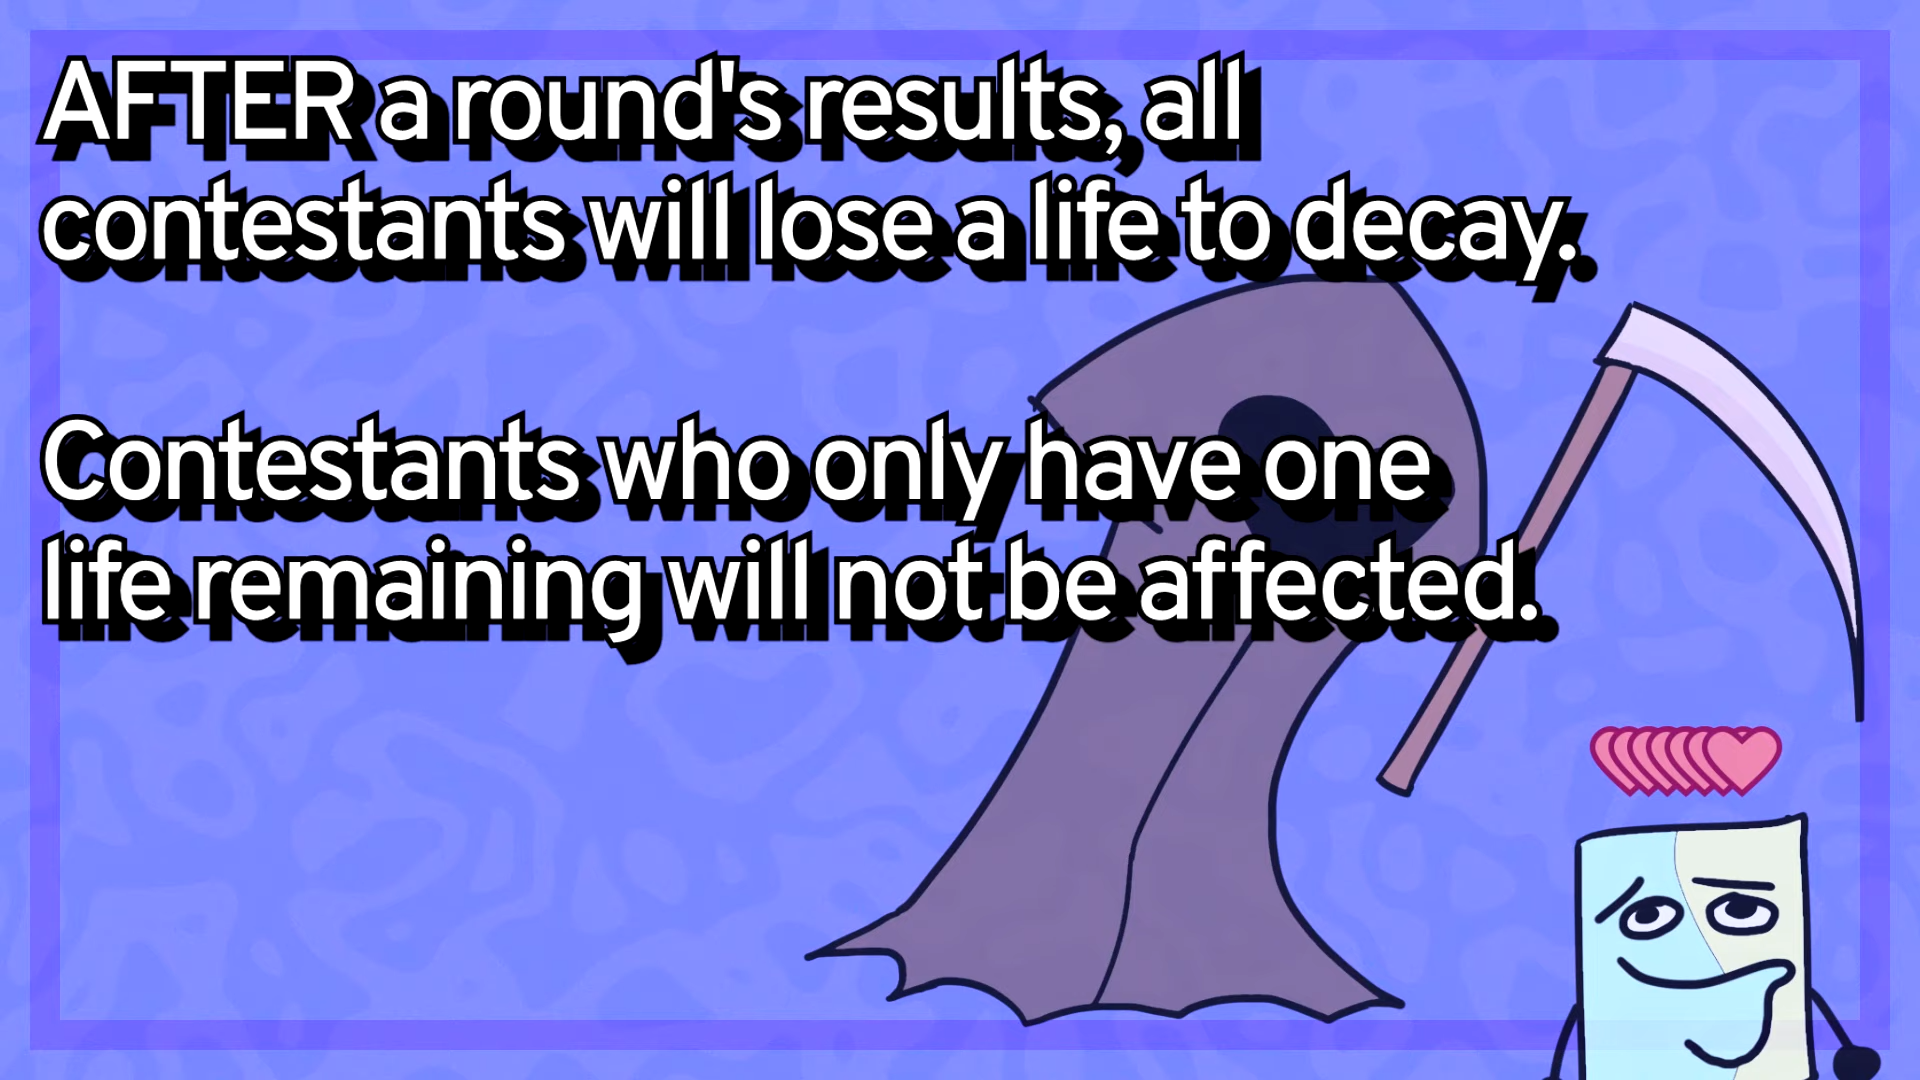 AFTER a round's results, all
contestants will lose a life to decay.
Contestants who only have one
life remaining will not be affected.